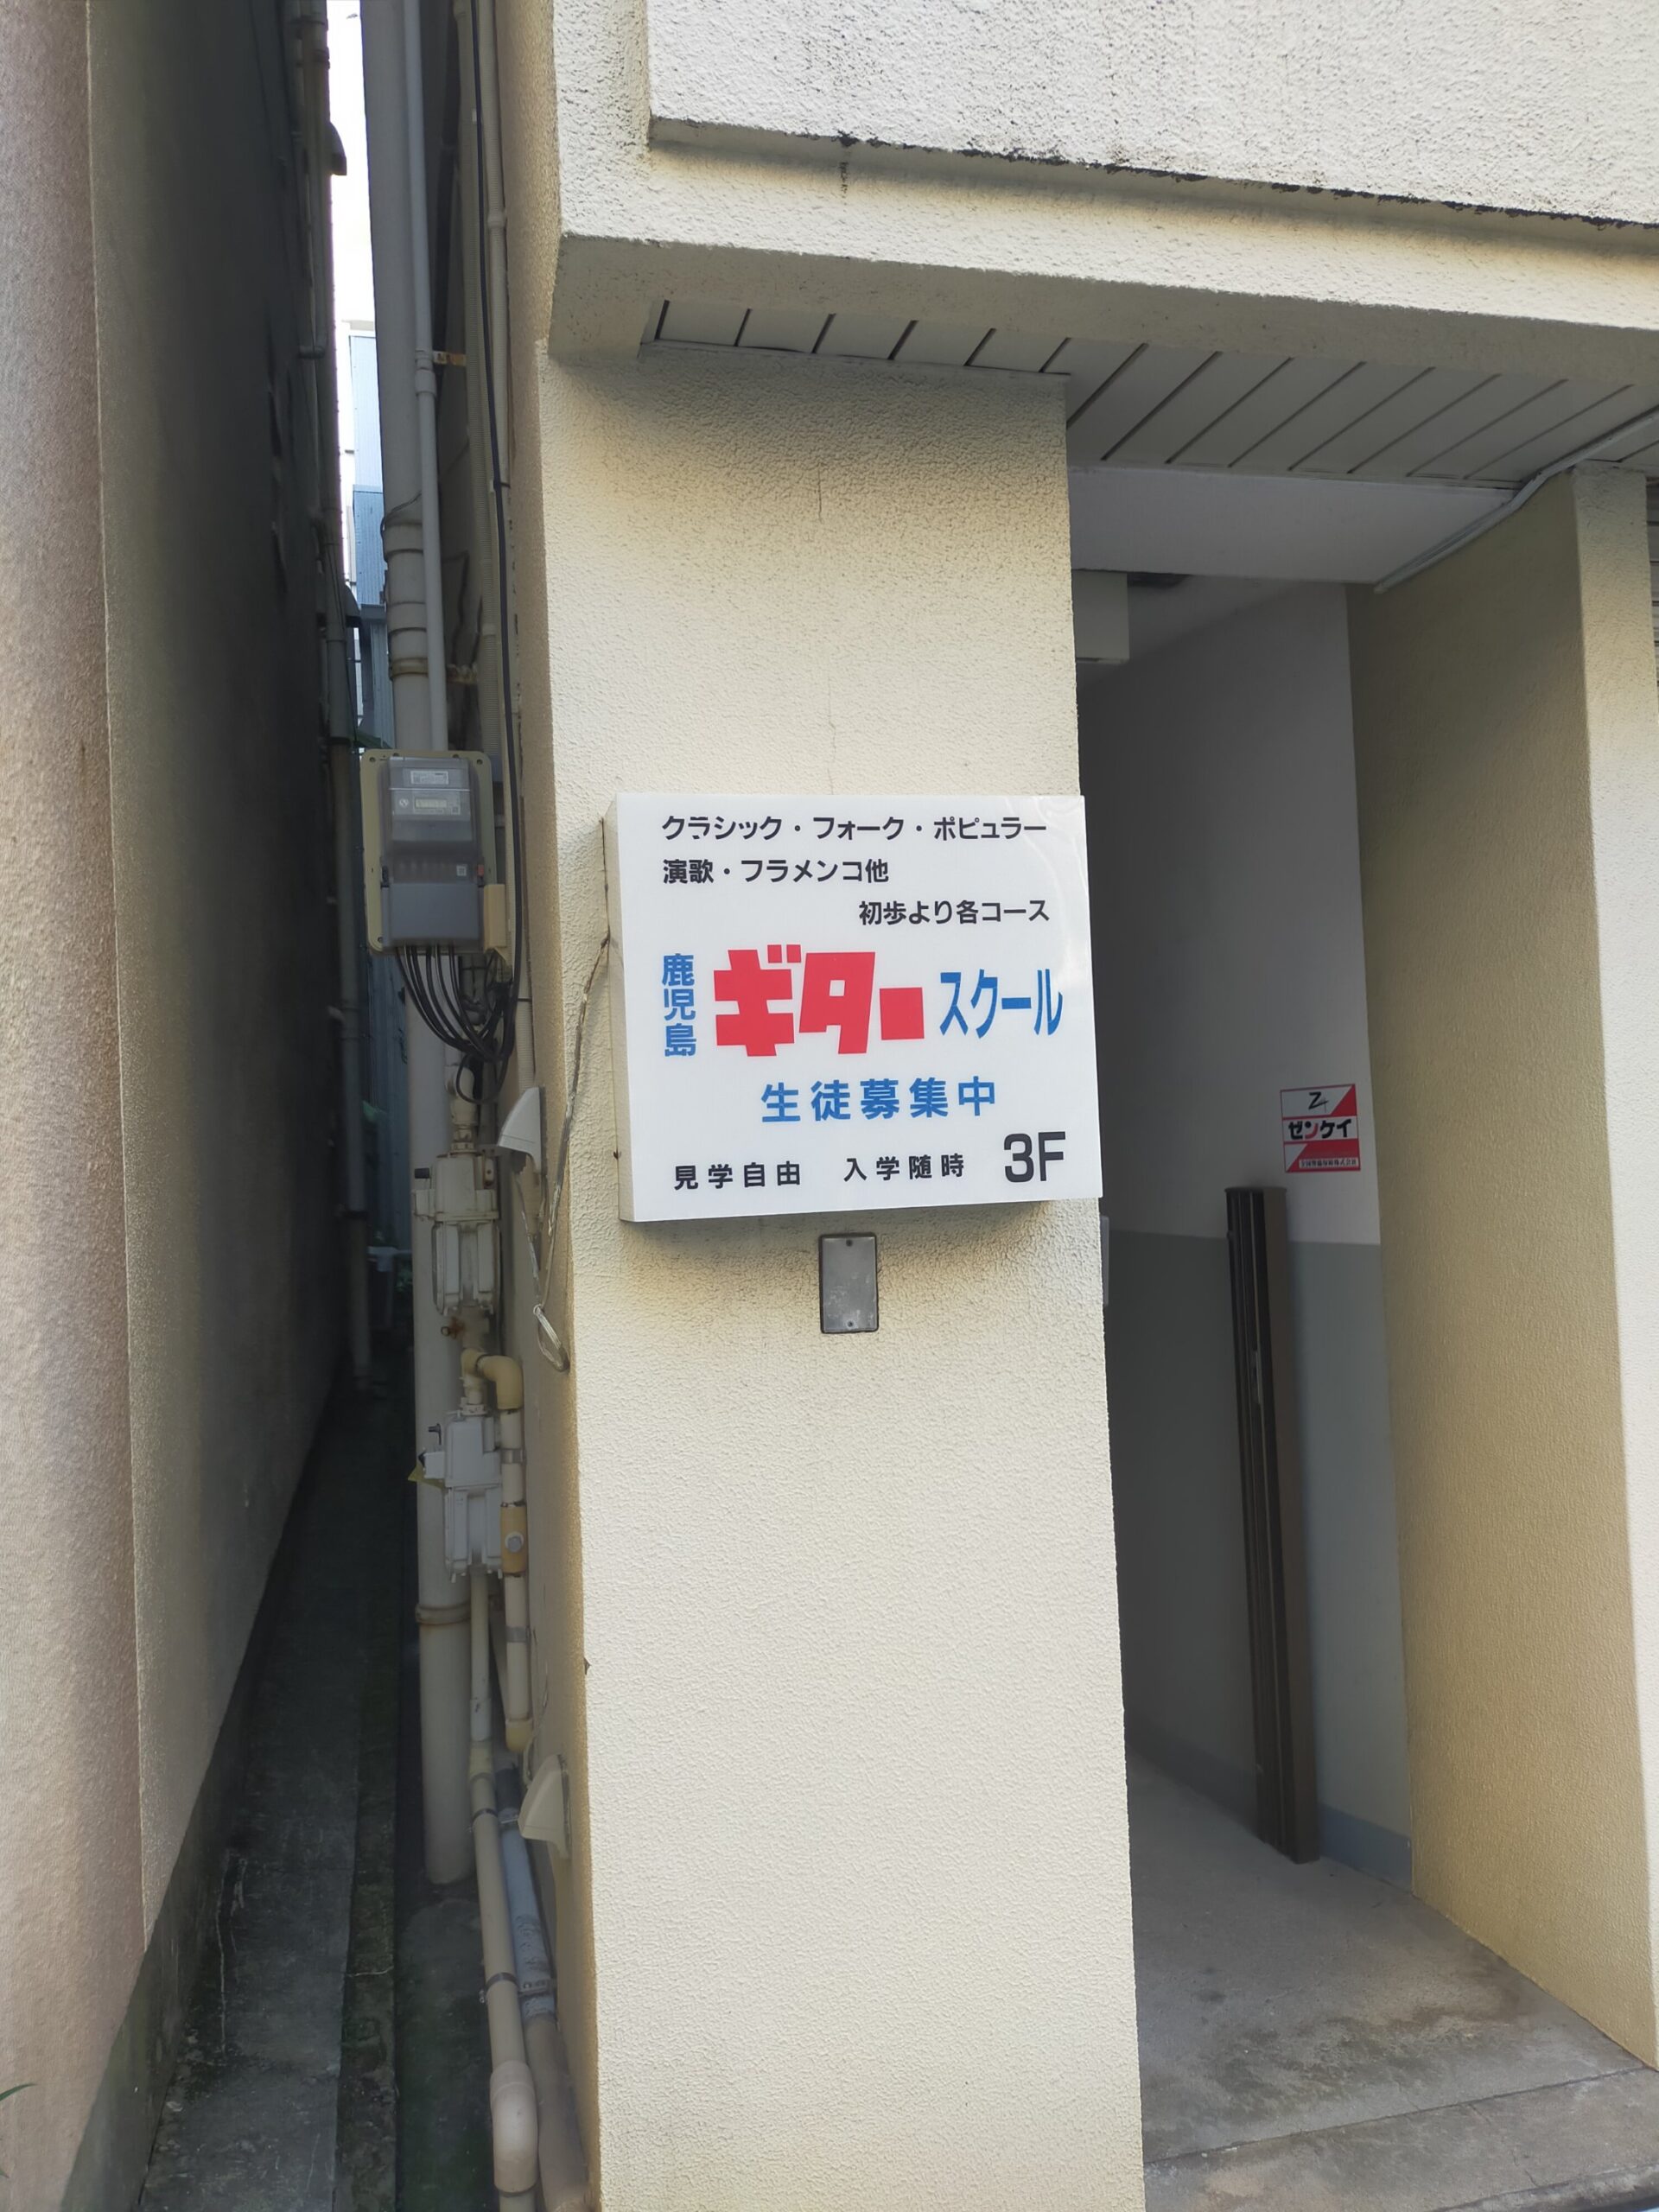 クラシック・フォーク・ポピュラー
演歌・フラメンコ他
初歩より各コース
鹿児島ギタースクール
生徒募集中
見学自由　入学随時　3F
ゼンケイ